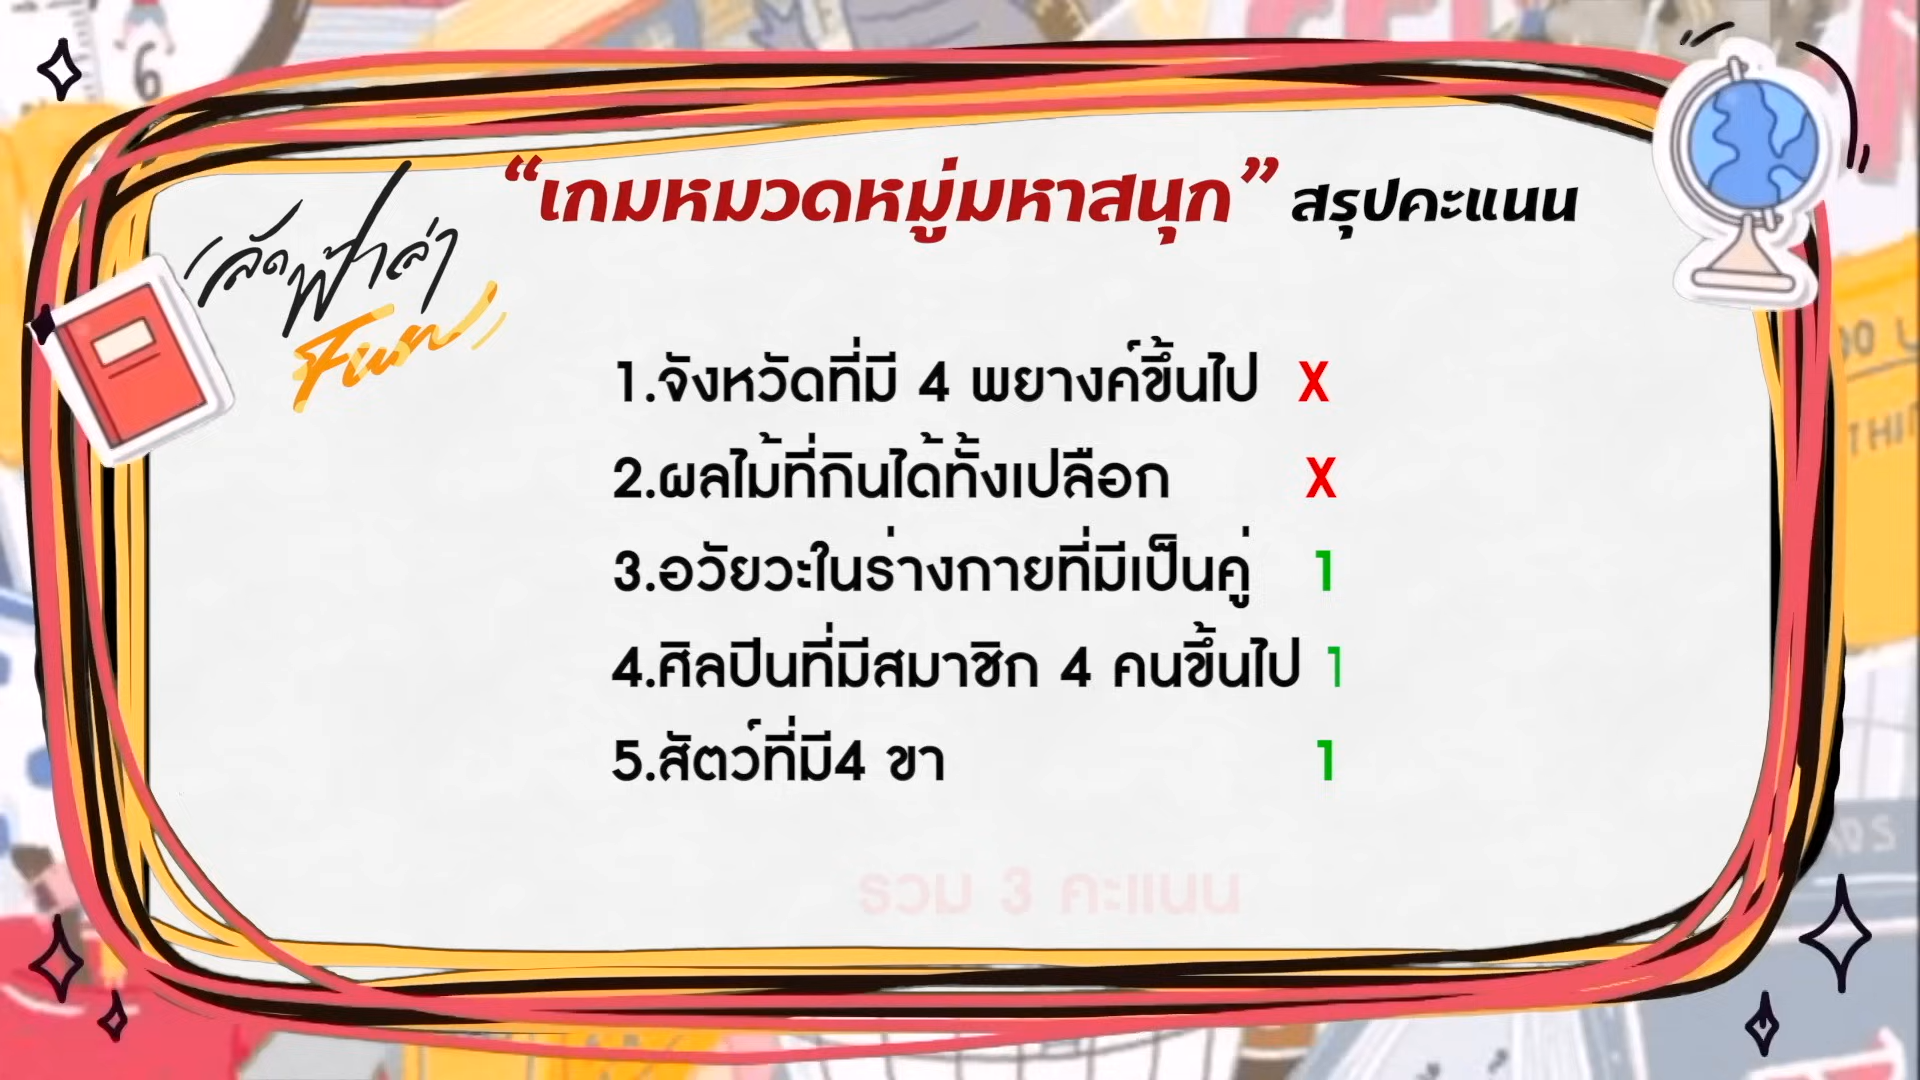 “เกมหมวดหมู่มหาสนุก” สรุปคะแนน
ลัดฟ้าล่า
Fun
1.จังหวัดที่มี 4 พยางค์ขึ้นไป X
2.ผลไม้ที่กินได้ทั้งเปลือก X
3.อวัยวะในร่างกายที่มีเป็นคู่ 1
4.ศิลปินที่มีสมาชิก 4 คนขึ้นไป 1
5.สัตว์ที่มี4 ขา 1
รวม 3 คะแนน
6